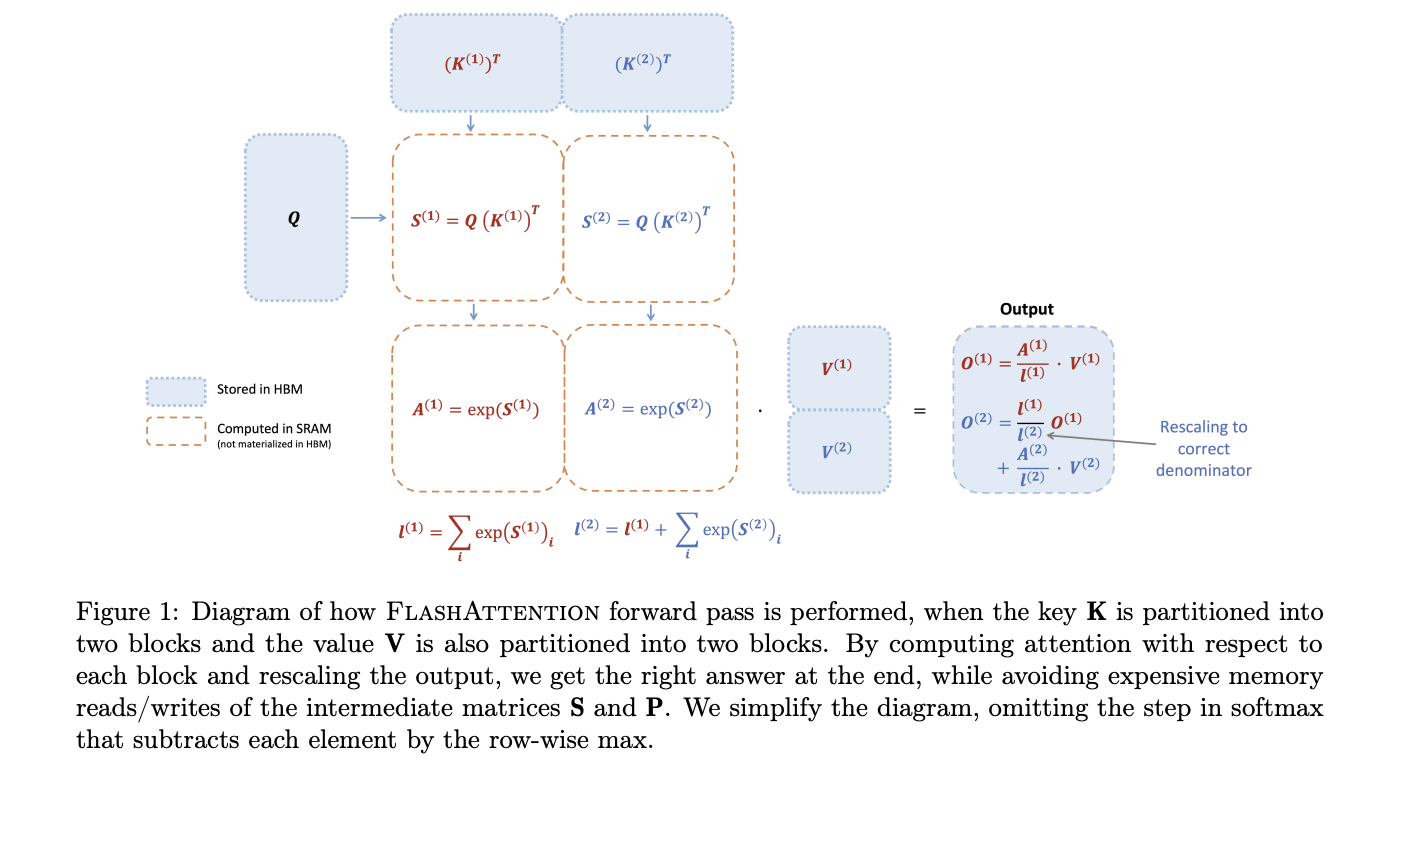 (K⁽¹⁾)ᵀ (K⁽²⁾)ᵀ
Q
S⁽¹⁾ = Q (K⁽¹⁾)ᵀ S⁽²⁾ = Q (K⁽²⁾)ᵀ
Stored in HBM
Computed in SRAM
(not materialized in HBM)
A⁽¹⁾ = exp(S⁽¹⁾) A⁽²⁾ = exp(S⁽²⁾)
·
V⁽¹⁾
V⁽²⁾
=
Output
O⁽¹⁾ = A⁽¹⁾/l⁽¹⁾ · V⁽¹⁾
O⁽²⁾ = l⁽¹⁾/l⁽²⁾ O⁽¹⁾
+ A⁽²⁾/l⁽²⁾ · V⁽²⁾
Rescaling to
correct
denominator
l⁽¹⁾ = ∑ᵢ exp(S⁽¹⁾)ᵢ l⁽²⁾ = l⁽¹⁾ + ∑ᵢ exp(S⁽²⁾)ᵢ
Figure 1: Diagram of how FLASHATTENTION forward pass is performed, when the key K is partitioned into
two blocks and the value V is also partitioned into two blocks. By computing attention with respect to
each block and rescaling the output, we get the right answer at the end, while avoiding expensive memory
reads/writes of the intermediate matrices S and P. We simplify the diagram, omitting the step in softmax
that subtracts each element by the row-wise max.